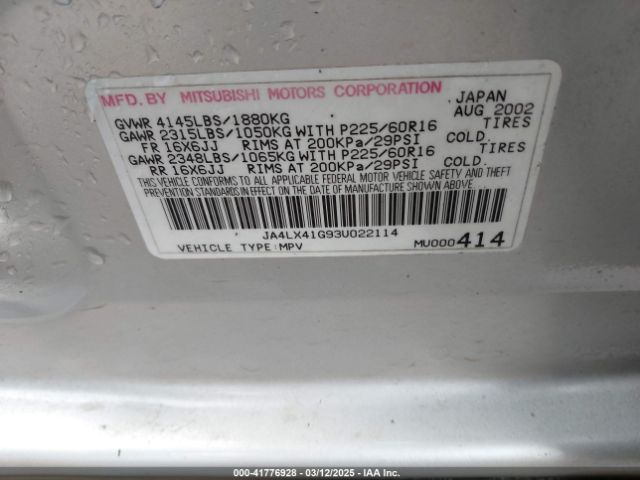 MFD. BY MITSUBISHI MOTORS CORPORATION JAPAN
GVWR 4145LBS/1880KG AUG 2002
GAWR 2315LBS/1050KG WITH P225/60R16 TIRES
FR 16X6JJ RIMS AT 200KPa/29PSI COLD.
GAWR 2348LBS/1065KG WITH P225/60R16 TIRES
RR 16X6JJ RIMS AT 200KPa/29PSI COLD.
THIS VEHICLE CONFORMS TO ALL APPLICABLE FEDERAL MOTOR VEHICLE SAFETY AND THEFT
PREVENTION STANDARDS IN EFFECT ON THE DATE OF MANUFACTURE SHOWN ABOVE.
JA4LX41G93U022114
VEHICLE TYPE:MPV MU000414
000-41776928 - 03/12/2025 - IAA Inc.